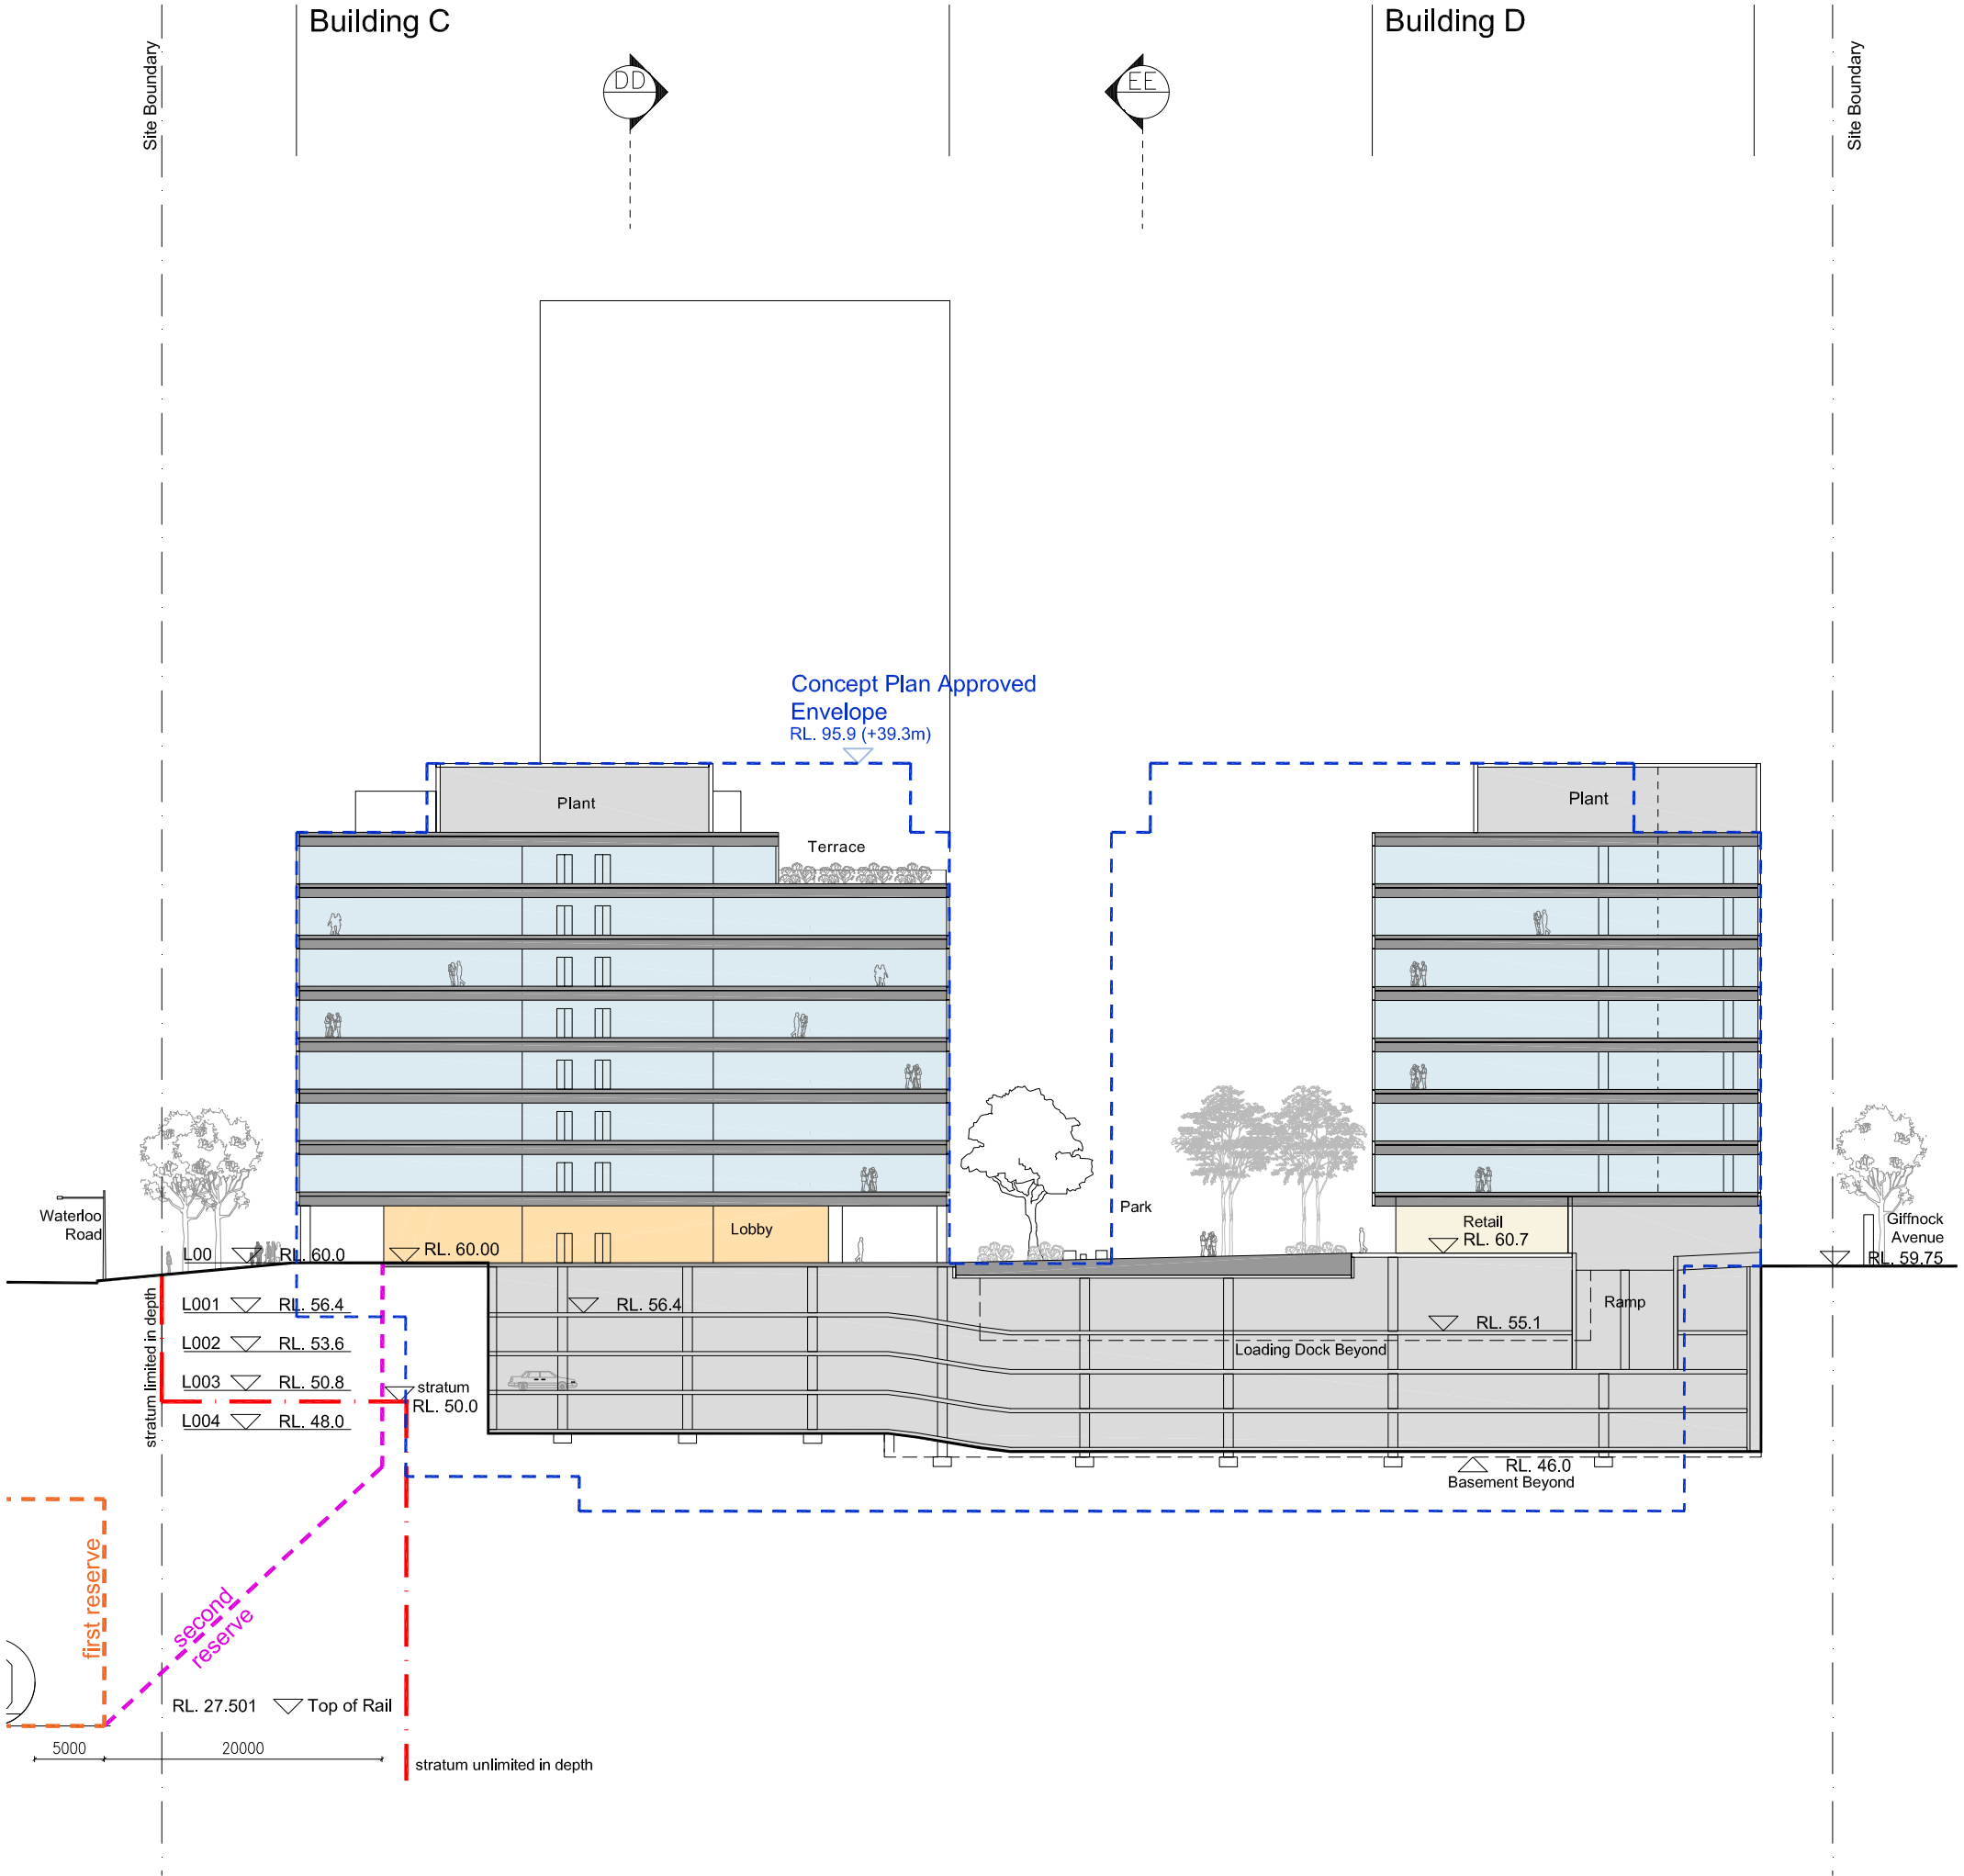 Building C
Building D
Site Boundary
DD
EE
Site Boundary
Concept Plan Approved
Envelope
RL. 95.9 (+39.3m)
Plant
Plant
Terrace
Waterloo
Road
Park
Lobby
Retail
RL. 60.7
Giffnock
Avenue
RL. 59.75
L00 RL. 60.0
RL. 60.00
L001 RL. 56.4
RL. 56.4
Ramp
L002 RL. 53.6
RL. 55.1
Loading Dock Beyond
L003 RL. 50.8
stratum
RL. 50.0
L004 RL. 48.0
stratum limited in depth
RL. 46.0
Basement Beyond
first reserve
second
reserve
RL. 27.501 Top of Rail
5000
20000
stratum unlimited in depth